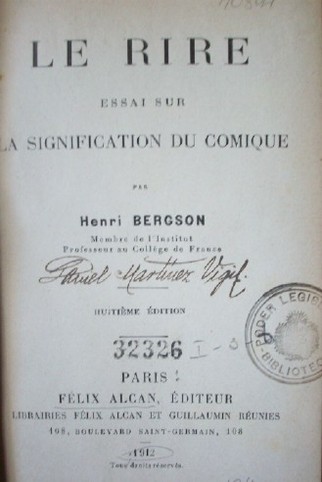 LE RIRE
ESSAI SUR
LA SIGNIFICATION DU COMIQUE
PAR
Henri BERGSON
Membre de l'Institut
Professeur au Collège de France
Daniel Martinez Vigil.
HUITIÈME ÉDITION
32326
PODER LEGIS
BIBLIOTEC
PARIS
FÉLIX ALCAN, ÉDITEUR
LIBRAIRIES FÉLIX ALCAN ET GUILLAUMIN RÉUNIES
108, BOULEVARD SAINT-GERMAIN, 108
1912
Tous droits réservés.